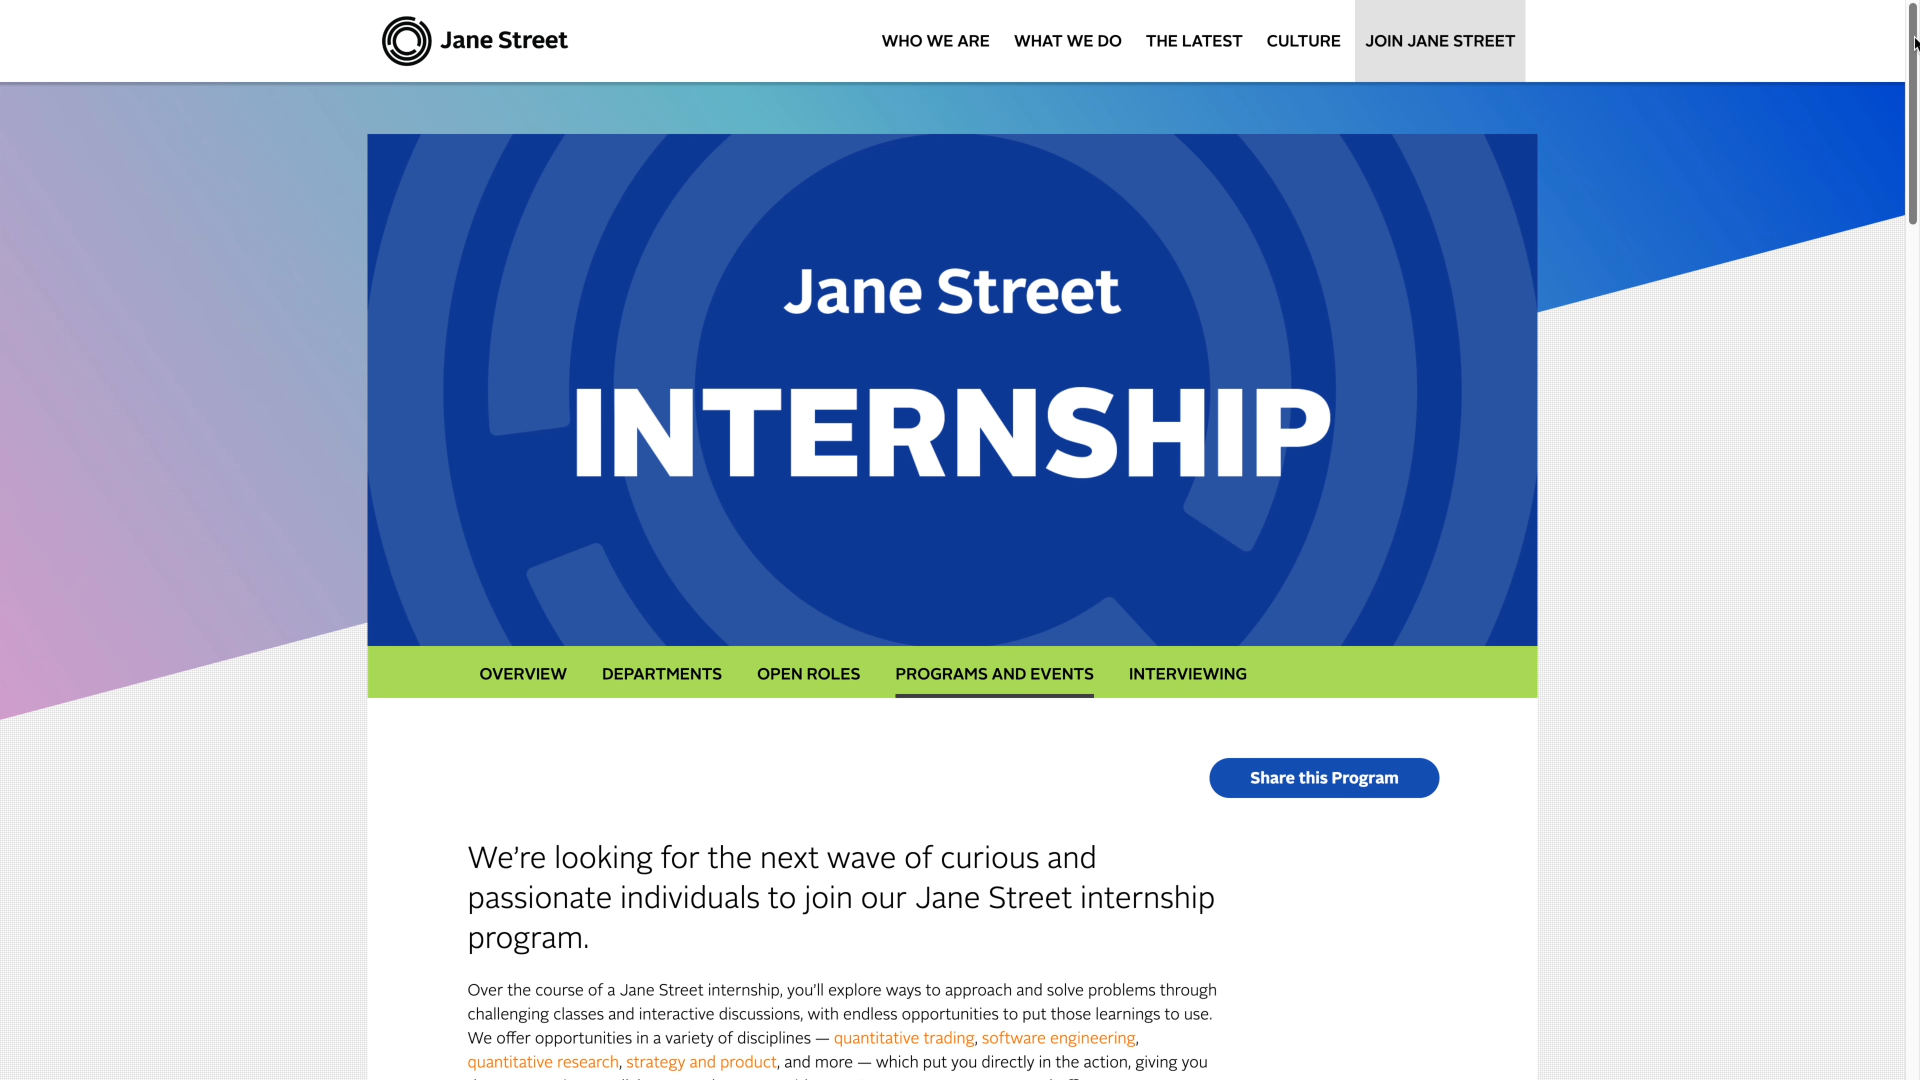 Jane Street
WHO WE ARE
WHAT WE DO
THE LATEST
CULTURE
JOIN JANE STREET
Jane Street
INTERNSHIP
OVERVIEW
DEPARTMENTS
OPEN ROLES
PROGRAMS AND EVENTS
INTERVIEWING
Share this Program
We’re looking for the next wave of curious and
passionate individuals to join our Jane Street internship
program.
Over the course of a Jane Street internship, you’ll explore ways to approach and solve problems through
challenging classes and interactive discussions, with endless opportunities to put those learnings to use.
We offer opportunities in a variety of disciplines — quantitative trading, software engineering,
quantitative research, strategy and product, and more — which put you directly in the action, giving you